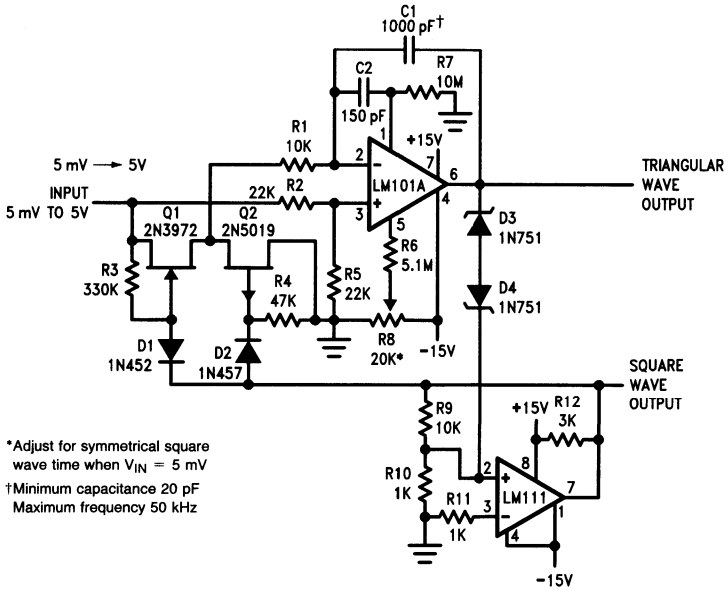 C1
1000 pF†
C2
150 pF
R7
10M
R1
10K
1
+15V
5 mV → 5V
2
−
7
6
LM101A
TRIANGULAR
WAVE
OUTPUT
INPUT
5 mV TO 5V
22K
R2
3
+
4
5
Q1
2N3972
Q2
2N5019
D3
1N751
R6
5.1M
R3
330K
R4
47K
R5
22K
D4
1N751
R8
20K*
−15V
D1
1N452
D2
1N457
SQUARE
WAVE
OUTPUT
R9
10K
+15V
R12
3K
*Adjust for symmetrical square
wave time when VIN = 5 mV
†Minimum capacitance 20 pF
Maximum frequency 50 kHz
R10
1K
2
+
8
LM111
7
R11
1K
3
−
1
4
−15V